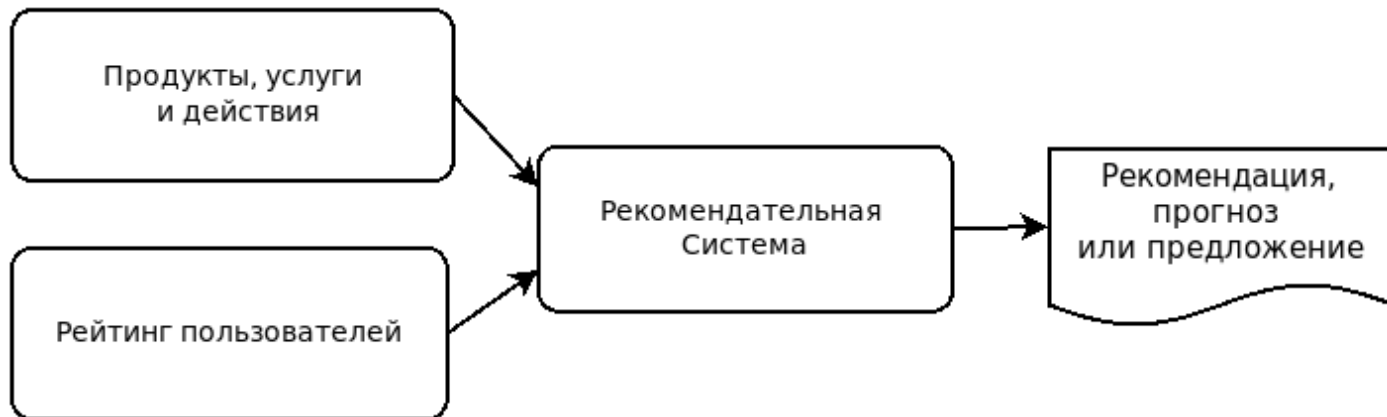 Продукты, услуги
и действия
Рейтинг пользователей
Рекомендательная
Система
Рекомендация,
прогноз
или предложение